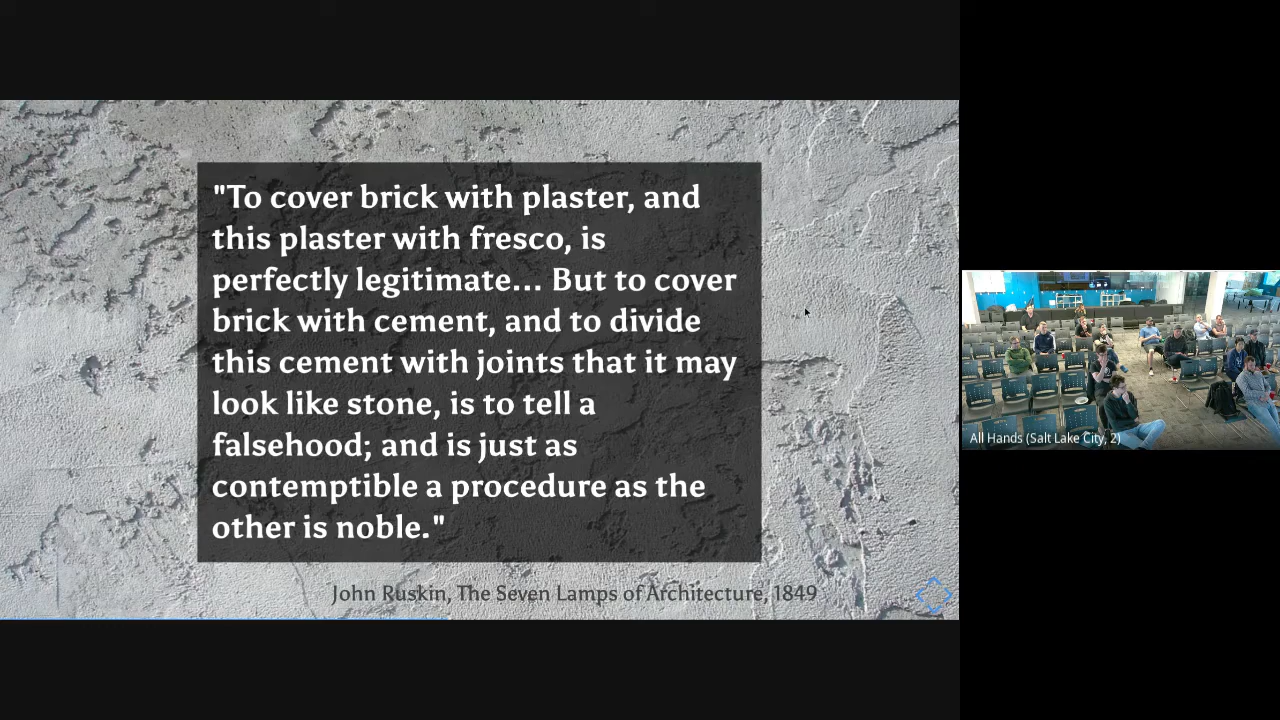 "To cover brick with plaster, and
this plaster with fresco, is
perfectly legitimate... But to cover
brick with cement, and to divide
this cement with joints that it may
look like stone, is to tell a
falsehood; and is just as
contemptible a procedure as the
other is noble."
John Ruskin, The Seven Lamps of Architecture, 1849
All Hands (Salt Lake City, 2)